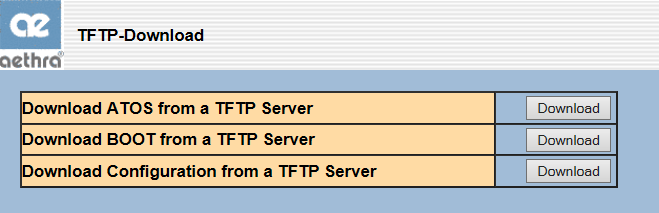 ae
aethra®
TFTP-Download
Download ATOS from a TFTP Server Download
Download BOOT from a TFTP Server Download
Download Configuration from a TFTP Server Download